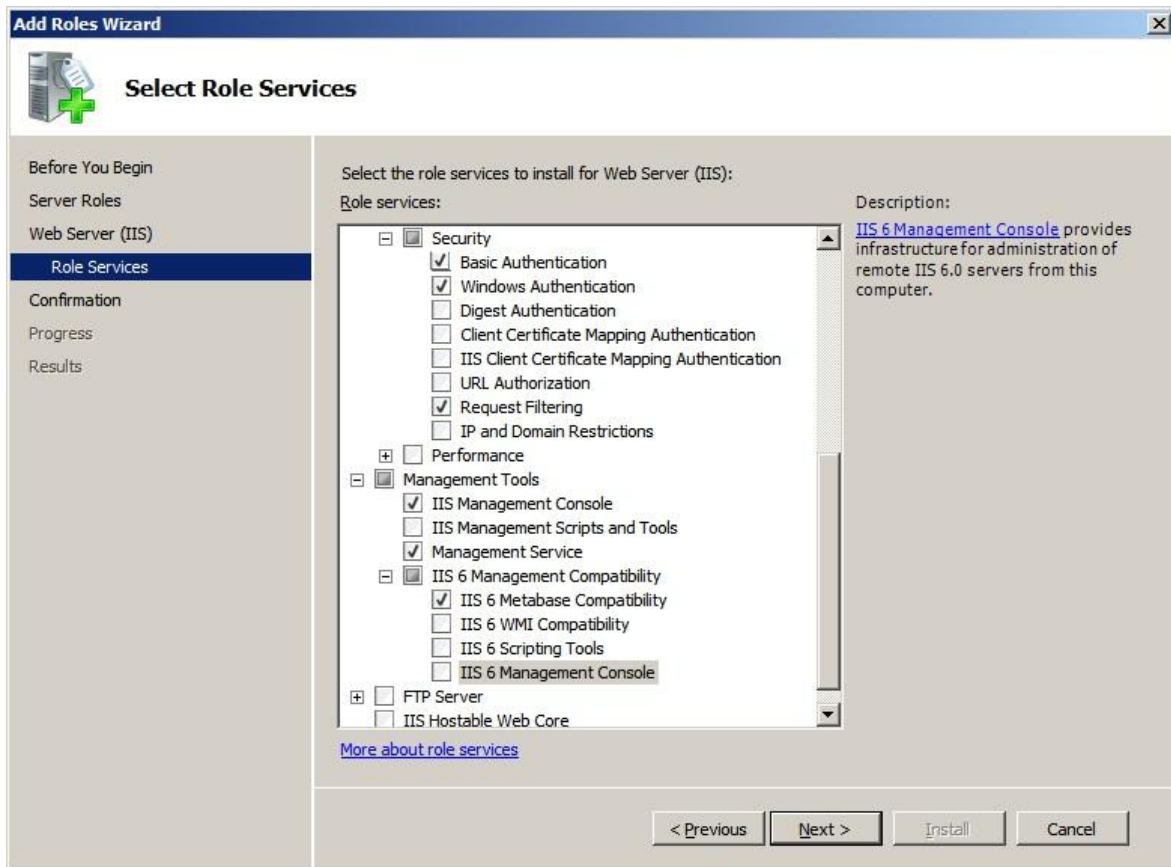 Add Roles Wizard
Select Role Services
Before You Begin
Server Roles
Web Server (IIS)
Role Services
Confirmation
Progress
Results
Select the role services to install for Web Server (IIS):
Role services:
Security
Basic Authentication
Windows Authentication
Digest Authentication
Client Certificate Mapping Authentication
IIS Client Certificate Mapping Authentication
URL Authorization
Request Filtering
IP and Domain Restrictions
Performance
Management Tools
IIS Management Console
IIS Management Scripts and Tools
Management Service
IIS 6 Management Compatibility
IIS 6 Metabase Compatibility
IIS 6 WMI Compatibility
IIS 6 Scripting Tools
IIS 6 Management Console
FTP Server
IIS Hostable Web Core
More about role services
Description:
IIS 6 Management Console provides
infrastructure for administration of
remote IIS 6.0 servers from this
computer.
< Previous
Next >
Install
Cancel